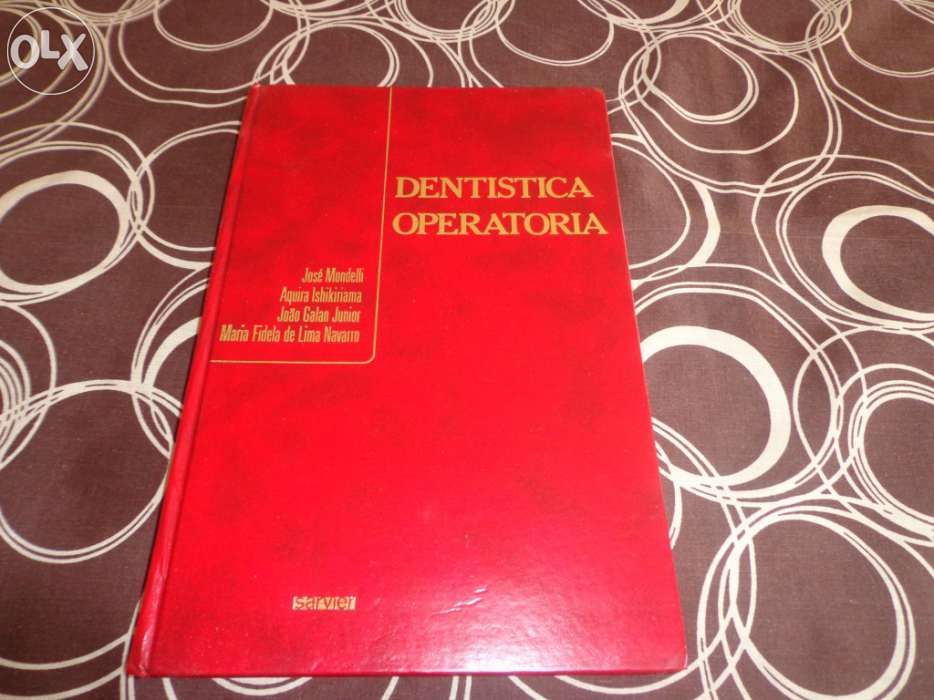 OLX
DENTISTICA
OPERATORIA
José Mondelli
Aquira Ishikiriama
João Galan Junior
Maria Fidela de Lima Navarro
sarvier